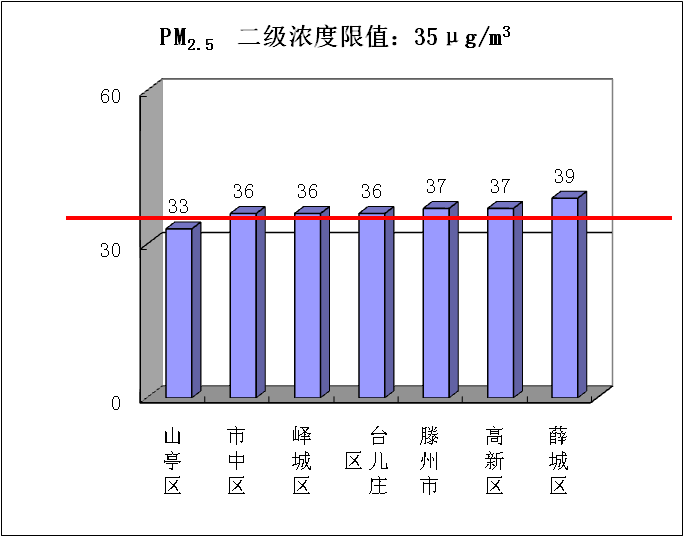 PM2.5 二级浓度限值：35μg/m³
60
30
0
33
36
36
36
37
37
39
山亭区
市中区
峄城区
台儿庄区
滕州市
高新区
薛城区